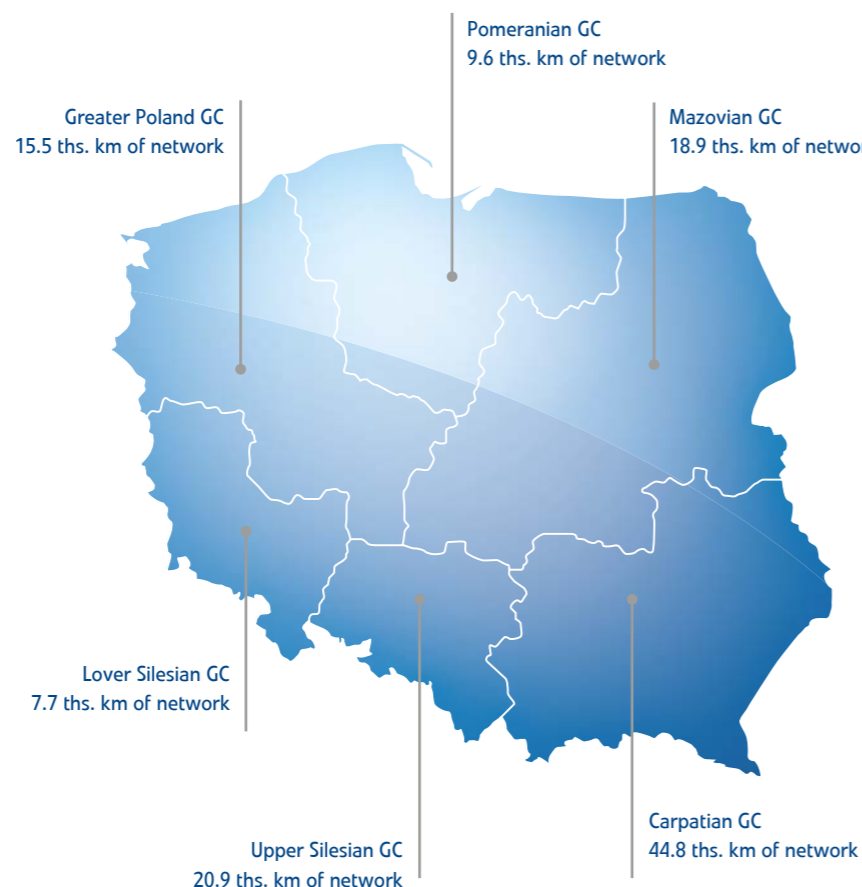 Pomeranian GC
9.6 ths. km of network
Greater Poland GC
15.5 ths. km of network
Mazovian GC
18.9 ths. km of netwo
Lover Silesian GC
7.7 ths. km of network
Upper Silesian GC
20.9 ths. km of network
Carpatian GC
44.8 ths. km of network